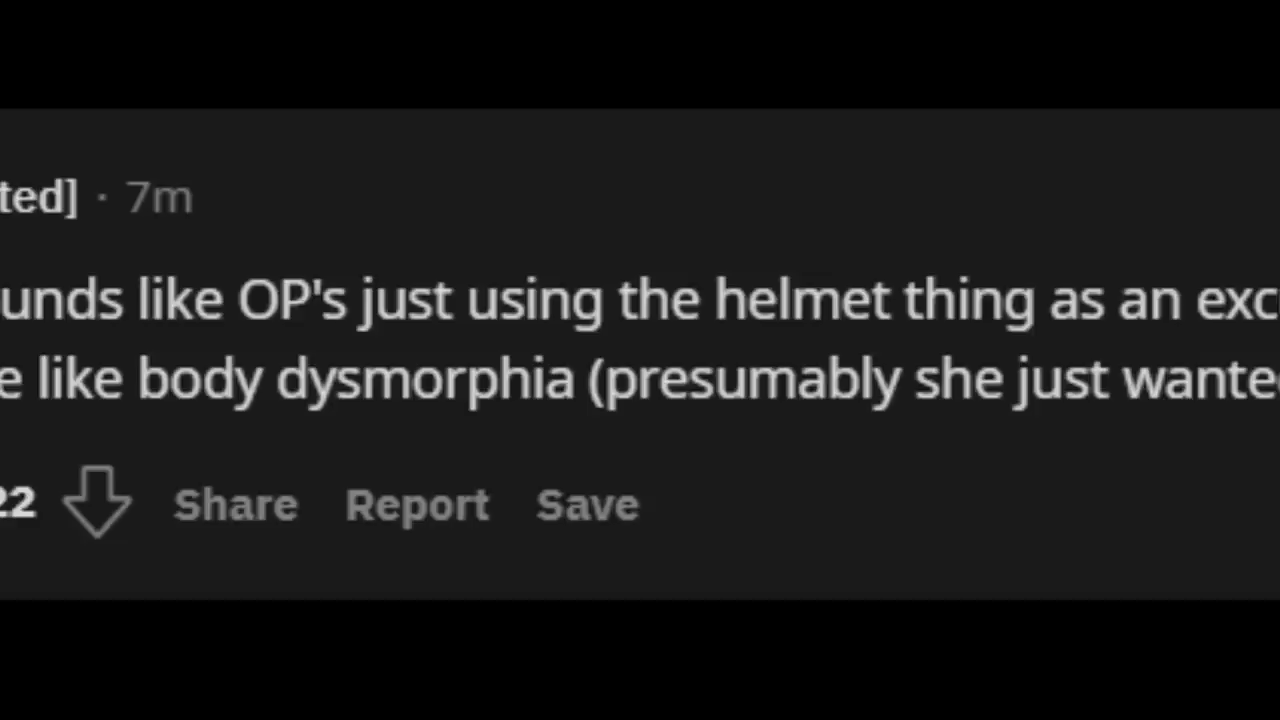 ted] · 7m
unds like OP's just using the helmet thing as an exc
e like body dysmorphia (presumably she just wante
22 Share Report Save